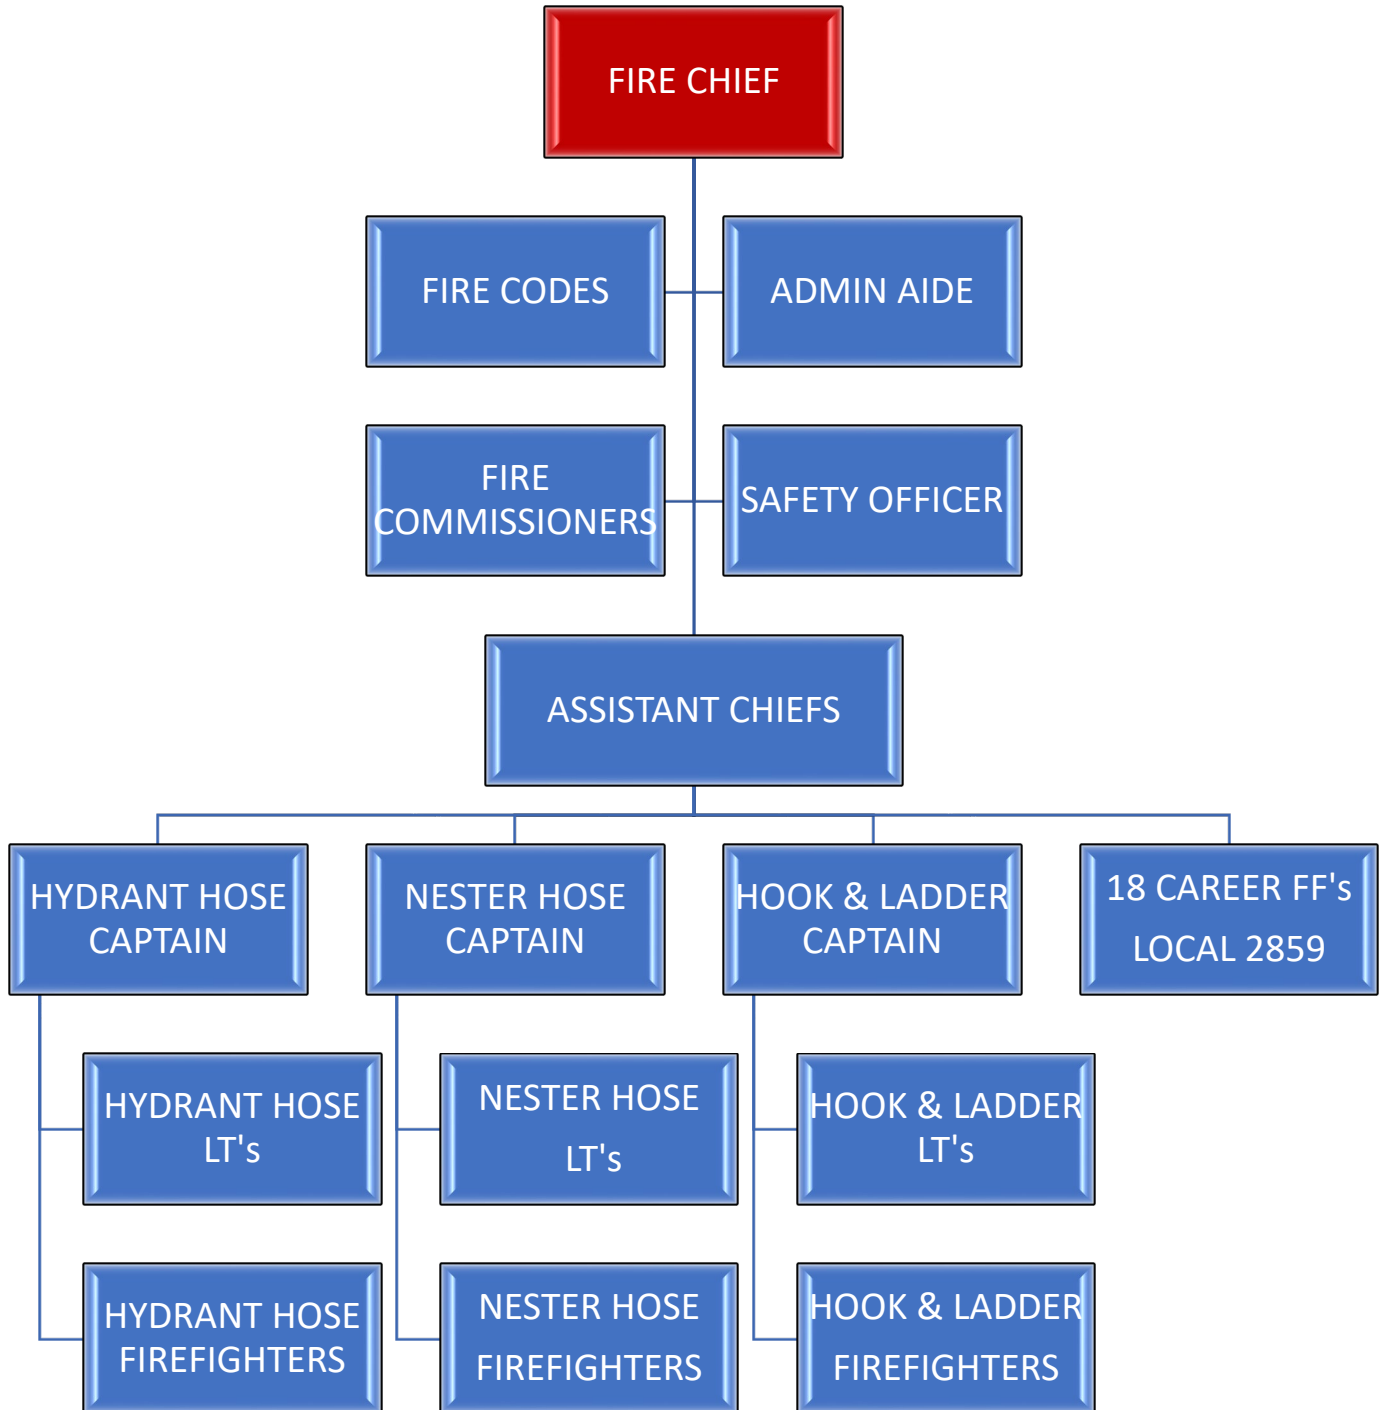 FIRE CHIEF
FIRE CODES
ADMIN AIDE
FIRE
COMMISSIONERS
SAFETY OFFICER
ASSISTANT CHIEFS
HYDRANT HOSE
CAPTAIN
NESTER HOSE
CAPTAIN
HOOK & LADDER
CAPTAIN
18 CAREER FF's
LOCAL 2859
HYDRANT HOSE
LT's
NESTER HOSE
LT's
HOOK & LADDER
LT's
HYDRANT HOSE
FIREFIGHTERS
NESTER HOSE
FIREFIGHTERS
HOOK & LADDER
FIREFIGHTERS